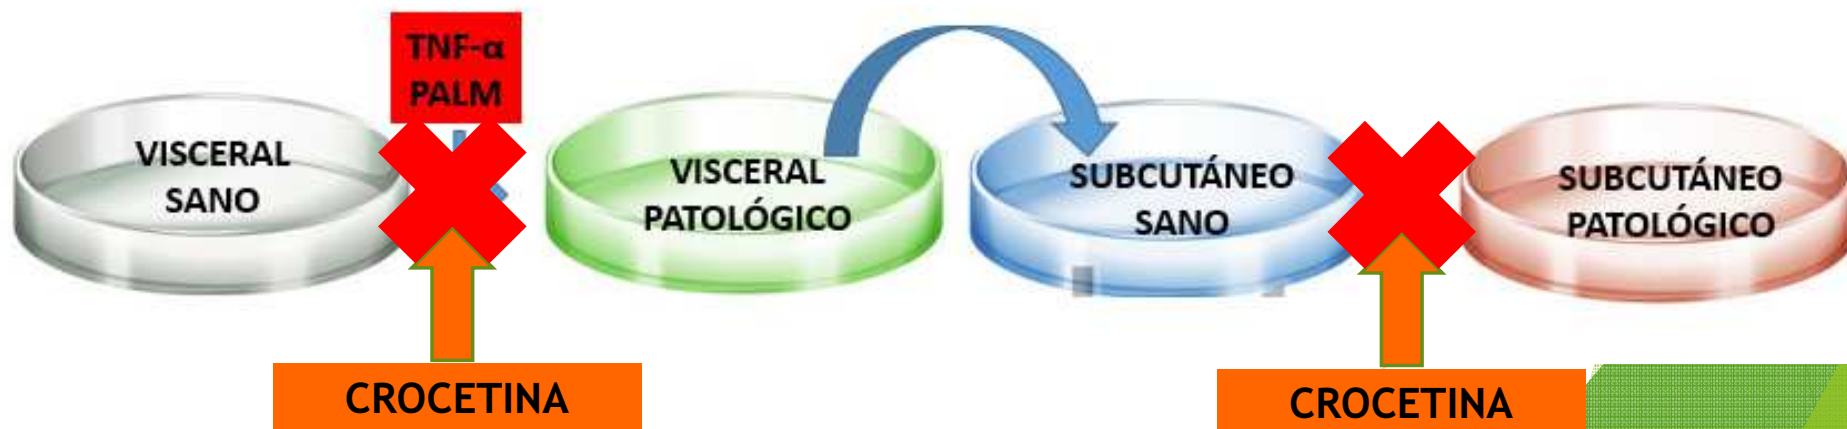 TNF-α
PALM
VISCERAL
SANO
VISCERAL
PATOLÓGICO
SUBCUTÁNEO
SANO
SUBCUTÁNEO
PATOLÓGICO
CROCETINA
CROCETINA